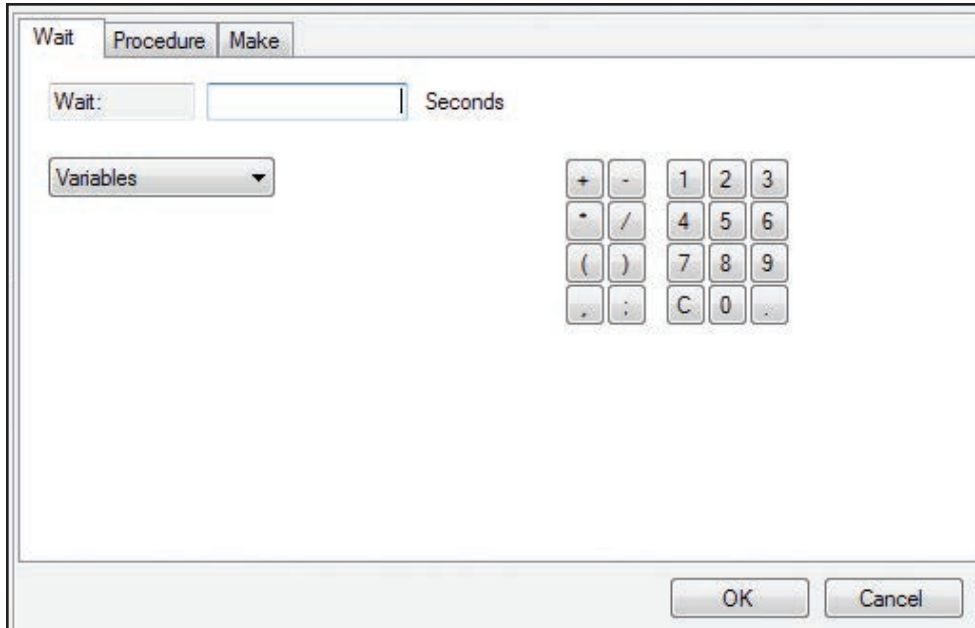 Wait Procedure Make
Wait: Seconds
Variables
+ - 1 2 3
* / 4 5 6
( ) 7 8 9
, ; C 0 .
OK Cancel